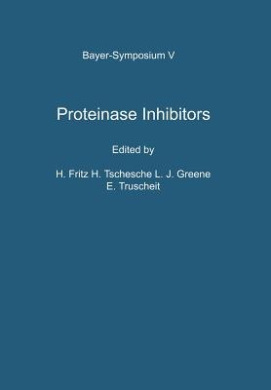 Bayer-Symposium V
Proteinase Inhibitors
Edited by
H. Fritz H. Tschesche L. J. Greene
E. Truscheit